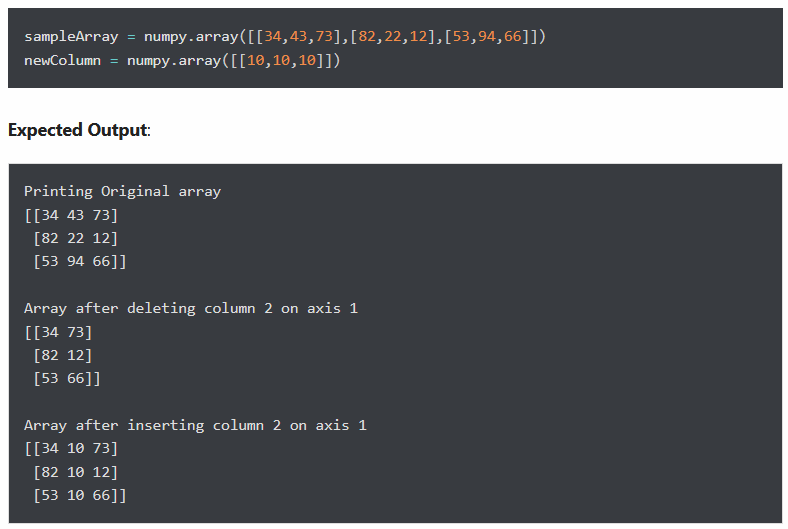 sampleArray = numpy.array([[34,43,73],[82,22,12],[53,94,66]])
newColumn = numpy.array([[10,10,10]])
Expected Output:
Printing Original array
[[34 43 73]
 [82 22 12]
 [53 94 66]]
Array after deleting column 2 on axis 1
[[34 73]
 [82 12]
 [53 66]]
Array after inserting column 2 on axis 1
[[34 10 73]
 [82 10 12]
 [53 10 66]]